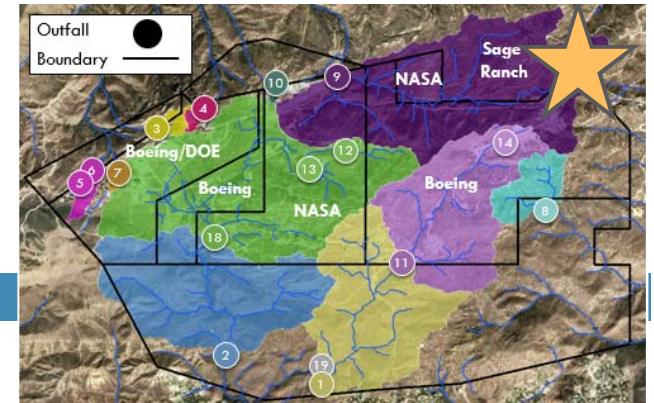 Outfall
Boundary
Sage
Ranch
NASA
9
10
4
3
Boeing/DOE
14
12
13
6
7
5
Boeing
Boeing
NASA
8
18
11
2
19
1